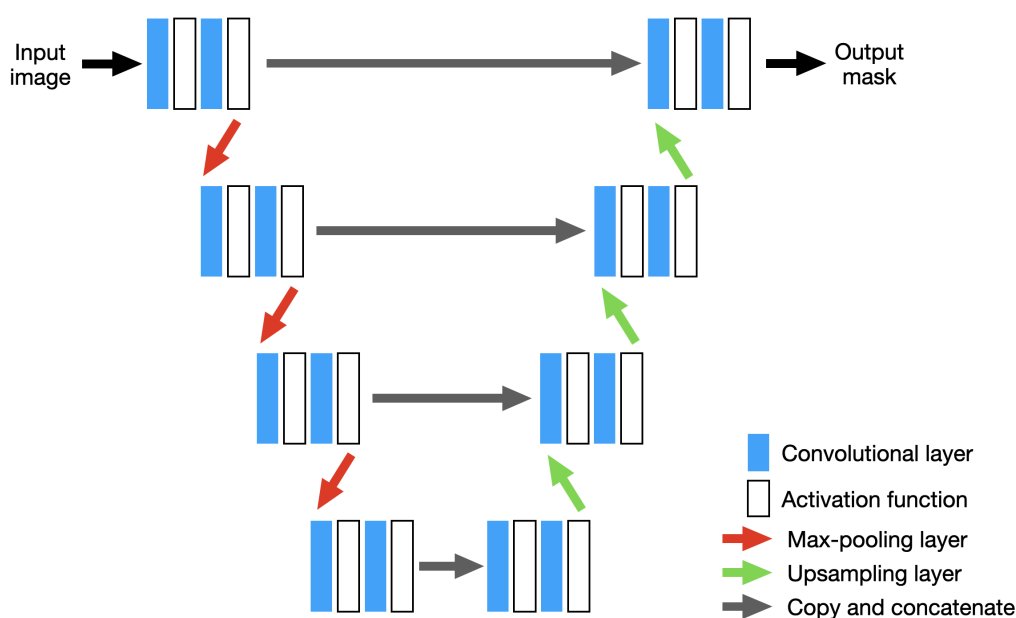 Input
image
Output
mask
Convolutional layer
Activation function
Max-pooling layer
Upsampling layer
Copy and concatenate